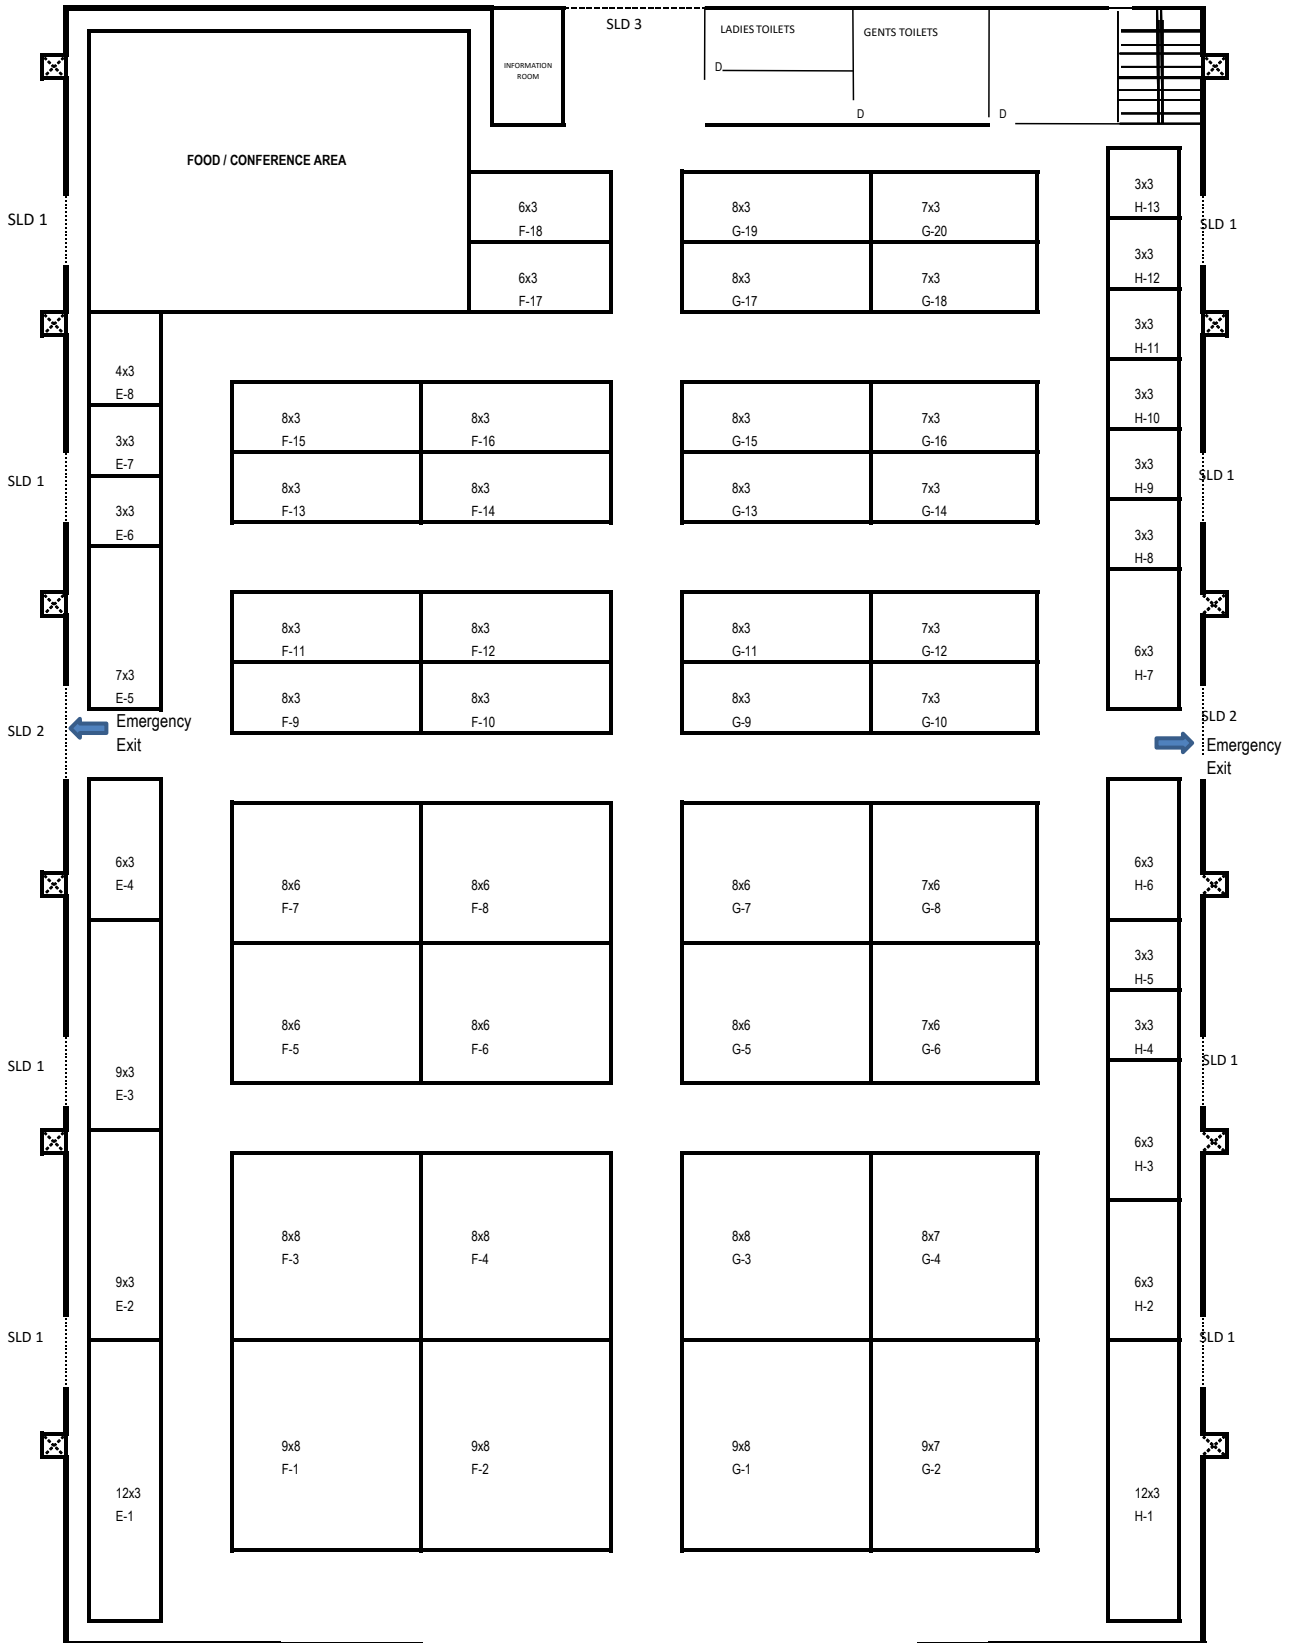 SLD 3
LADIES TOILETS
GENTS TOILETS
INFORMATION
ROOM
D
D
D
FOOD / CONFERENCE AREA
SLD 1
SLD 1
6x3
F-18
8x3
G-19
7x3
G-20
3x3
H-13
6x3
F-17
8x3
G-17
7x3
G-18
3x3
H-12
3x3
H-11
4x3
E-8
8x3
F-15
8x3
F-16
8x3
G-15
7x3
G-16
3x3
H-10
3x3
E-7
3x3
H-9
SLD 1
SLD 1
3x3
E-6
8x3
F-13
8x3
F-14
8x3
G-13
7x3
G-14
3x3
H-8
8x3
F-11
8x3
F-12
8x3
G-11
7x3
G-12
6x3
H-7
7x3
E-5
8x3
F-9
8x3
F-10
8x3
G-9
7x3
G-10
SLD 2
Emergency
Exit
SLD 2
Emergency
Exit
6x3
E-4
8x6
F-7
8x6
F-8
8x6
G-7
7x6
G-8
6x3
H-6
3x3
H-5
8x6
F-5
8x6
F-6
8x6
G-5
7x6
G-6
3x3
H-4
SLD 1
SLD 1
9x3
E-3
6x3
H-3
8x8
F-3
8x8
F-4
8x8
G-3
8x7
G-4
9x3
E-2
6x3
H-2
SLD 1
SLD 1
9x8
F-1
9x8
F-2
9x8
G-1
9x7
G-2
12x3
E-1
12x3
H-1